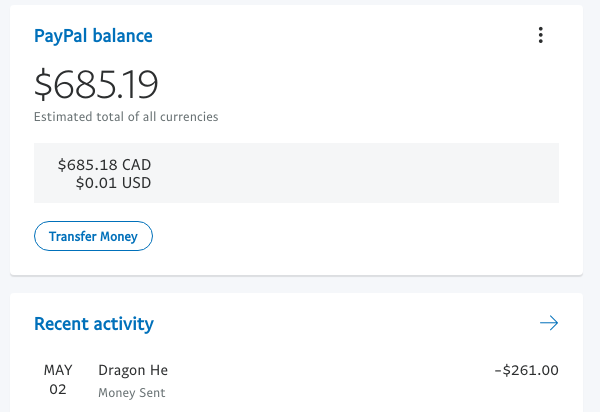 PayPal balance
$685.19
Estimated total of all currencies
$685.18 CAD
$0.01 USD
Transfer Money
Recent activity
MAY Dragon He -$261.00
02 Money Sent